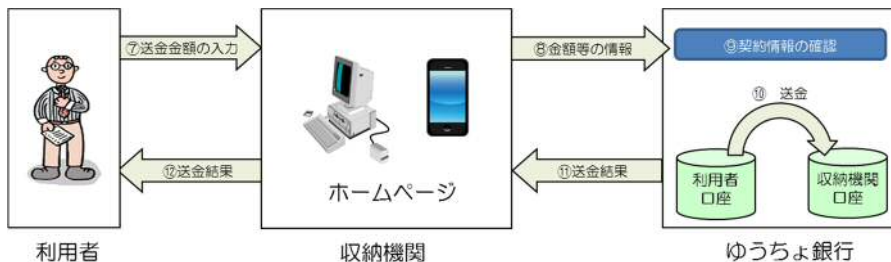 ⑦送金金額の入力
⑧金額等の情報
⑨契約情報の確認
⑩ 送金
⑫送金結果
⑪送金結果
ホームページ
利用者
口座
収納機関
口座
利用者
収納機関
ゆうちょ銀行